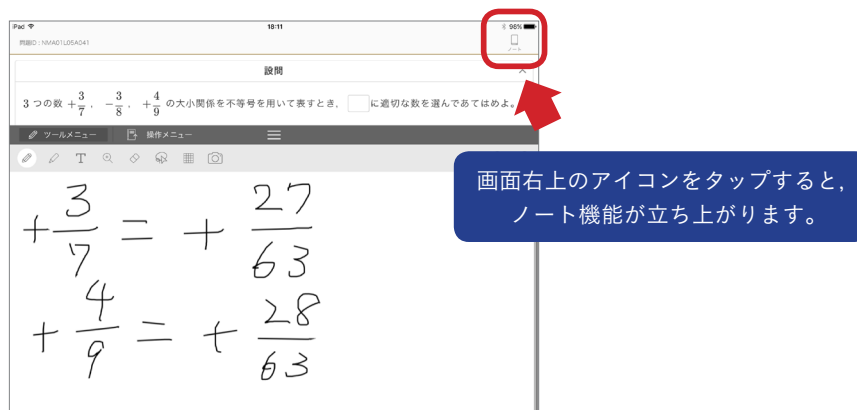 iPad 18:11 98%
問題ID : NMA01L05A041
ノート
設問
3 つの数 +3/7 , −3/8 , +4/9 の大小関係を不等号を用いて表すとき, □に適切な数を選んであてはめよ。
ツールメニュー 操作メニュー
T
画面右上のアイコンをタップすると,
ノート機能が立ち上がります。
+3/7 = +27/63
+4/9 = +28/63